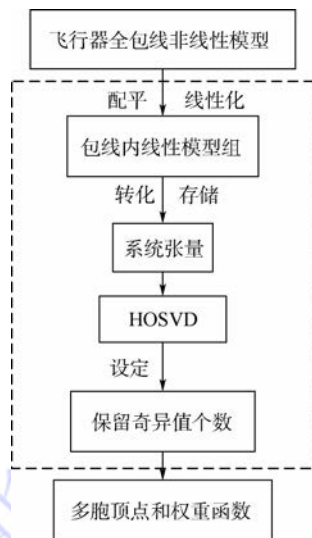 飞行器全包线非线性模型
配平 线性化
包线内线性模型组
转化 存储
系统张量
HOSVD
设定
保留奇异值个数
多胞顶点和权重函数